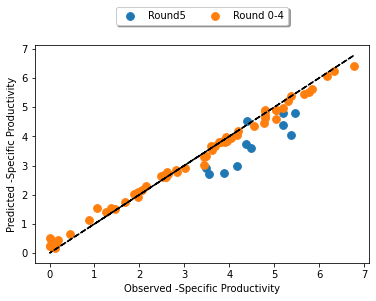 Round5 Round 0-4
7
6
5
4
3
2
1
0
Predicted -Specific Productivity
0 1 2 3 4 5 6 7
Observed -Specific Productivity